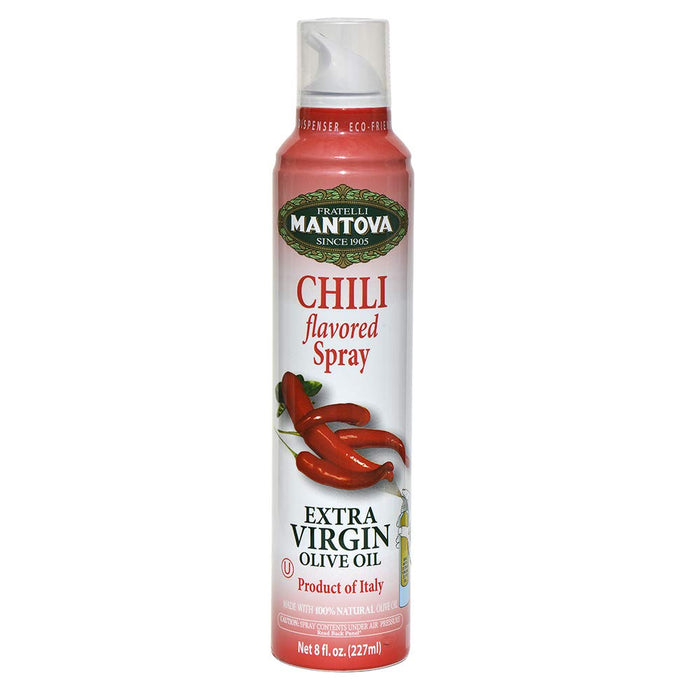 DISPENSER ECO-FRIEN
FRATELLI
MANTOVA
SINCE 1905
CHILI
flavored
Spray
EXTRA
VIRGIN
OLIVE OIL
U
Product of Italy
MADE WITH 100% NATURAL OLIVE OIL
CAUTION: SPRAY CONTENTS UNDER AIR PRESSURE
Read Back Panel
Net 8 fl. oz. (227ml)